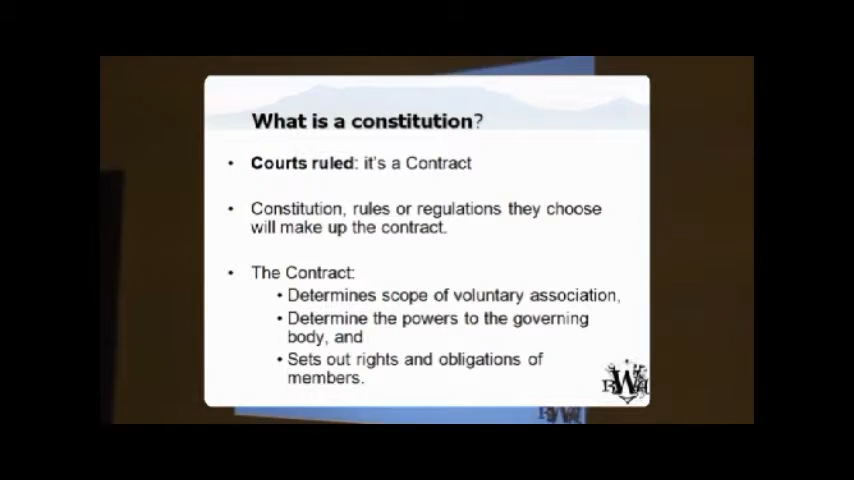 What is a constitution?
• Courts ruled: it's a Contract
• Constitution, rules or regulations they choose
will make up the contract.
• The Contract:
• Determines scope of voluntary association,
• Determine the powers to the governing
body, and
• Sets out rights and obligations of
members.